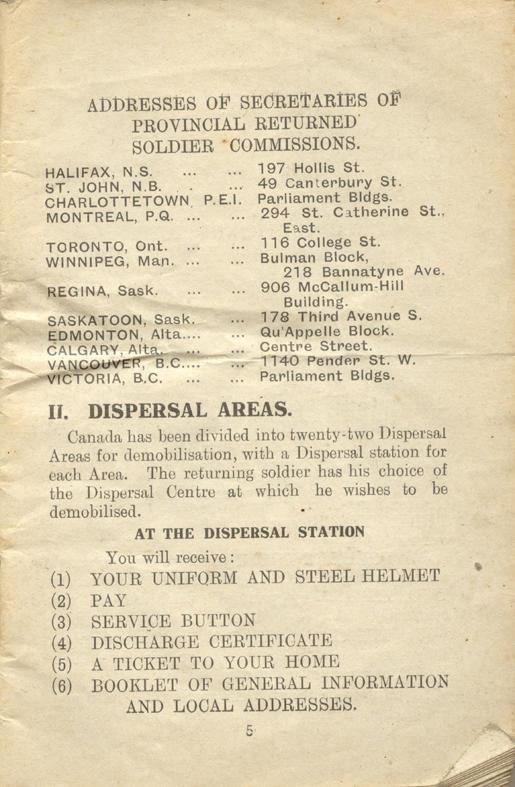 ADDRESSES OF SECRETARIES OF
PROVINCIAL RETURNED
SOLDIER COMMISSIONS.
HALIFAX, N.S. ... ... 197 Hollis St.
ST. JOHN, N.B. . ... 49 Canterbury St.
CHARLOTTETOWN, P.E.I. Parliament Bldgs.
MONTREAL, P.Q. ... ... 294 St. Catherine St.,
East.
TORONTO, Ont. ... ... 116 College St.
WINNIPEG, Man. ... ... Bulman Block,
218 Bannatyne Ave.
REGINA, Sask. ... ... 906 McCallum-Hill
Building.
SASKATOON, Sask. ... 178 Third Avenue S.
EDMONTON, Alta.... ... Qu'Appelle Block.
CALGARY, Alta. ... ... Centre Street.
VANCOUVER, B.C.... ... 1140 Pender St. W.
VICTORIA, B.C. ... ... Parliament Bldgs.
II. DISPERSAL AREAS.
Canada has been divided into twenty-two Dispersal
Areas for demobilisation, with a Dispersal station for
each Area. The returning soldier has his choice of
the Dispersal Centre at which he wishes to be
demobilised.
AT THE DISPERSAL STATION
You will receive:
(1) YOUR UNIFORM AND STEEL HELMET
(2) PAY
(3) SERVICE BUTTON
(4) DISCHARGE CERTIFICATE
(5) A TICKET TO YOUR HOME
(6) BOOKLET OF GENERAL INFORMATION
AND LOCAL ADDRESSES.
5